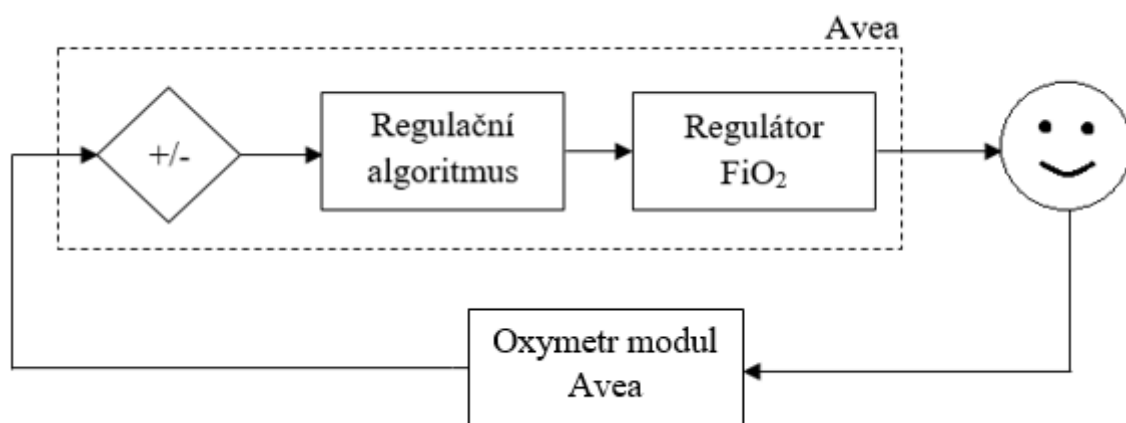 Avea
+/-
Regulační
algoritmus
Regulátor
FiO₂
Oxymetr modul
Avea